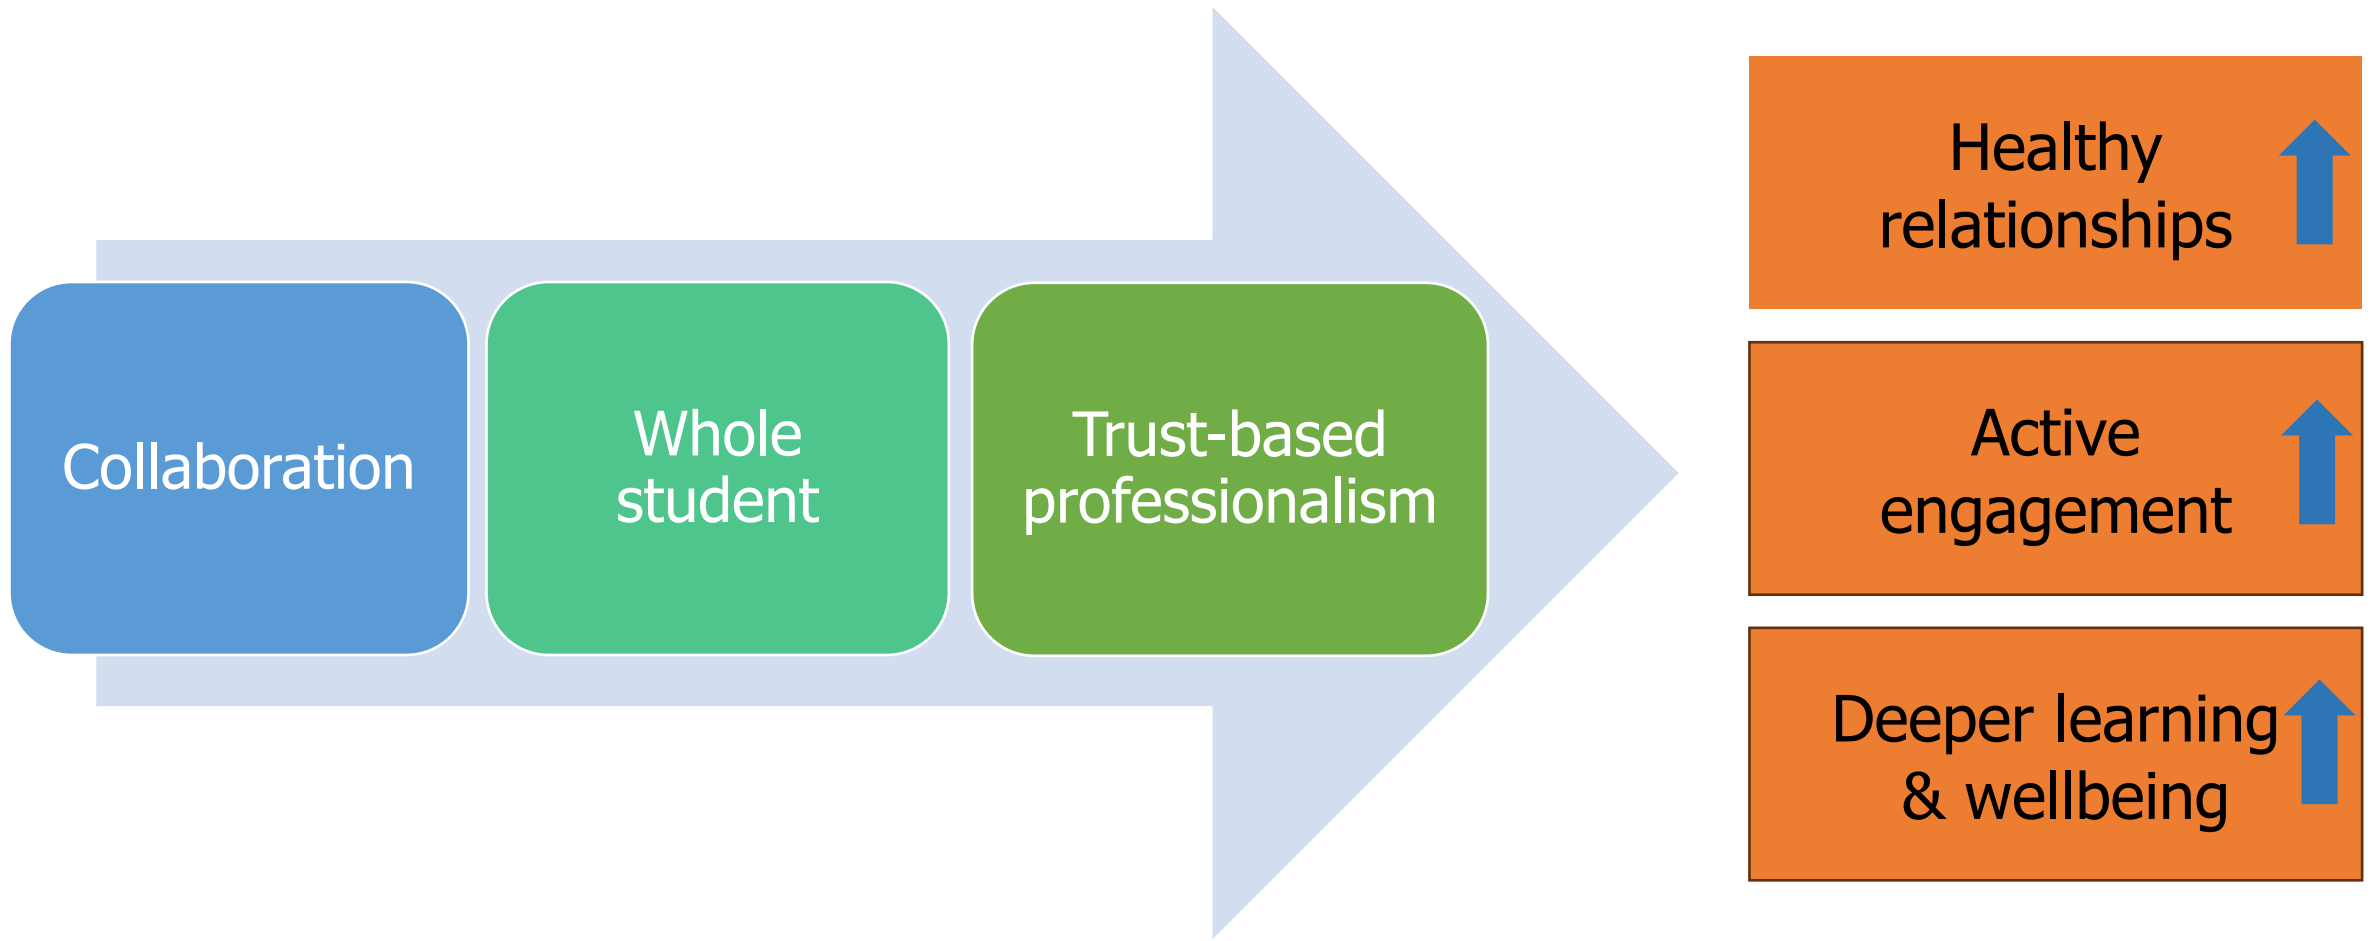 Collaboration
Whole
student
Trust-based
professionalism
Healthy
relationships
Active
engagement
Deeper learning
& wellbeing